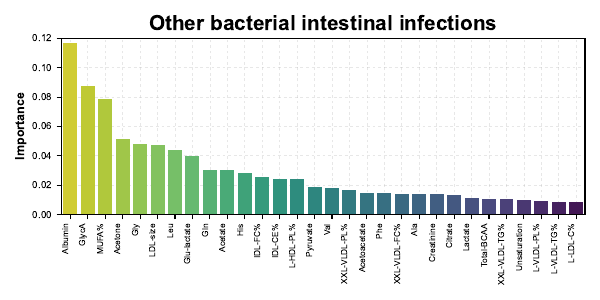 Other bacterial intestinal infections
Importance
0.12
0.10
0.08
0.06
0.04
0.02
0.00
Albumin
GlycA
MUFA%
Acetone
Gly
LDL-size
Leu
Glu-lactate
Gln
Acetate
His
IDL-FC%
IDL-CE%
L-HDL-PL%
Pyruvate
Val
XXL-VLDL-PL%
Acetoacetate
Phe
XXL-VLDL-FC%
Ala
Creatinine
Citrate
Lactate
Total-BCAA
XXL-VLDL-TG%
Unsaturation
L-VLDL-PL%
L-VLDL-TG%
L-LDL-C%